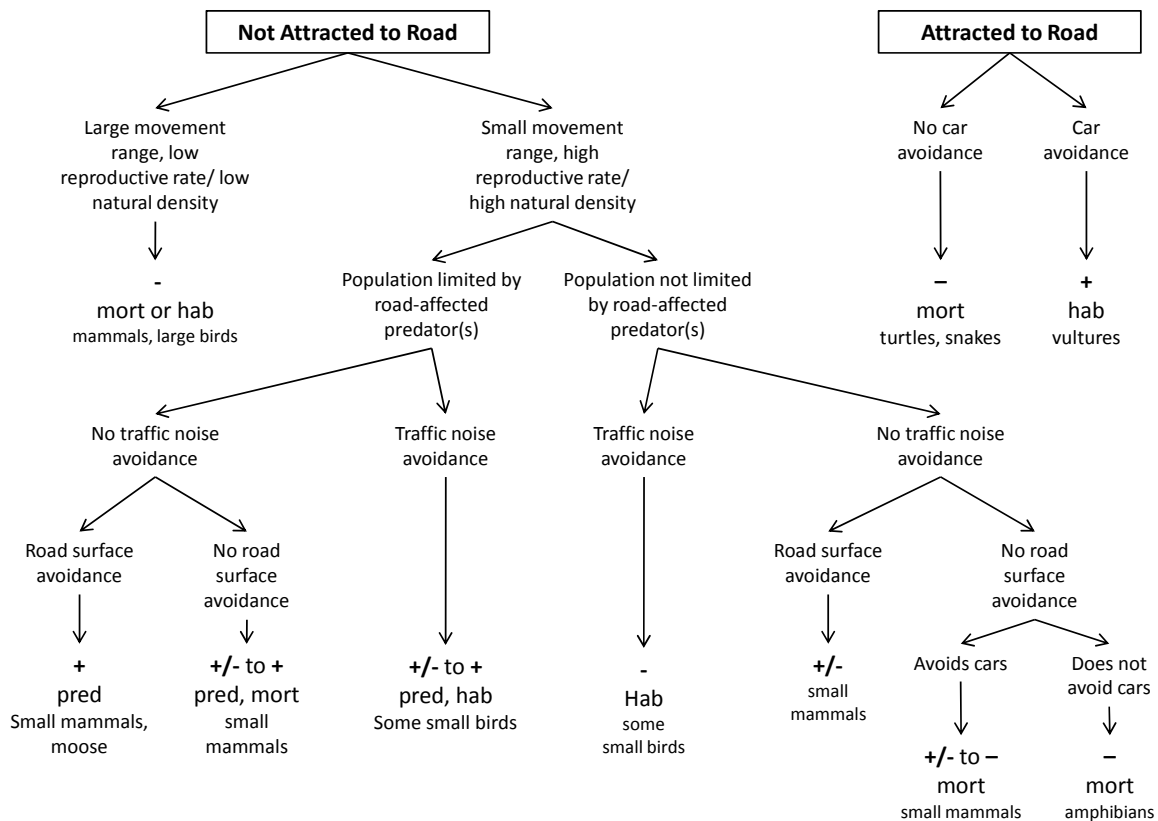 Not Attracted to Road
Attracted to Road
Large movement
range, low
reproductive rate/ low
natural density
Small movement
range, high
reproductive rate/
high natural density
No car
avoidance
Car
avoidance
-
mort or hab
mammals, large birds
Population limited by
road-affected
predator(s)
Population not limited
by road-affected
predator(s)
–
mort
turtles, snakes
+
hab
vultures
No traffic noise
avoidance
Traffic noise
avoidance
Traffic noise
avoidance
No traffic noise
avoidance
Road surface
avoidance
No road
surface
avoidance
Road surface
avoidance
No road
surface
avoidance
+
pred
Small mammals,
moose
+/- to +
pred, mort
small
mammals
+/- to +
pred, hab
Some small birds
-
Hab
some
small birds
+/-
small
mammals
Avoids cars
Does not
avoid cars
+/- to –
mort
small mammals
–
mort
amphibians